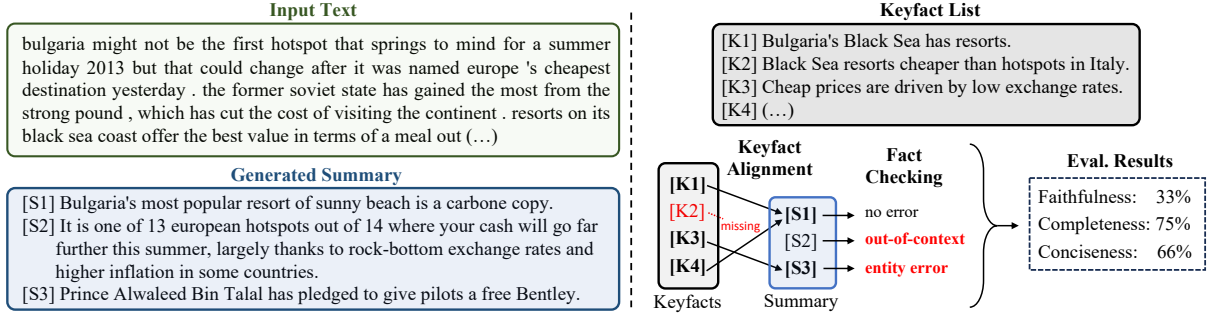 Input Text
bulgaria might not be the first hotspot that springs to mind for a summer
holiday 2013 but that could change after it was named europe 's cheapest
destination yesterday . the former soviet state has gained the most from the
strong pound , which has cut the cost of visiting the continent . resorts on its
black sea coast offer the best value in terms of a meal out (…)
Generated Summary
[S1] Bulgaria's most popular resort of sunny beach is a carbone copy.
[S2] It is one of 13 european hotspots out of 14 where your cash will go far
further this summer, largely thanks to rock-bottom exchange rates and
higher inflation in some countries.
[S3] Prince Alwaleed Bin Talal has pledged to give pilots a free Bentley.
Keyfact List
[K1] Bulgaria's Black Sea has resorts.
[K2] Black Sea resorts cheaper than hotspots in Italy.
[K3] Cheap prices are driven by low exchange rates.
[K4] (…)
Keyfact
Alignment
Fact
Checking
[K1]
[K2]
[K3]
[K4]
missing
[S1]
[S2]
[S3]
no error
out-of-context
entity error
Keyfacts
Summary
Eval. Results
Faithfulness: 33%
Completeness: 75%
Conciseness: 66%